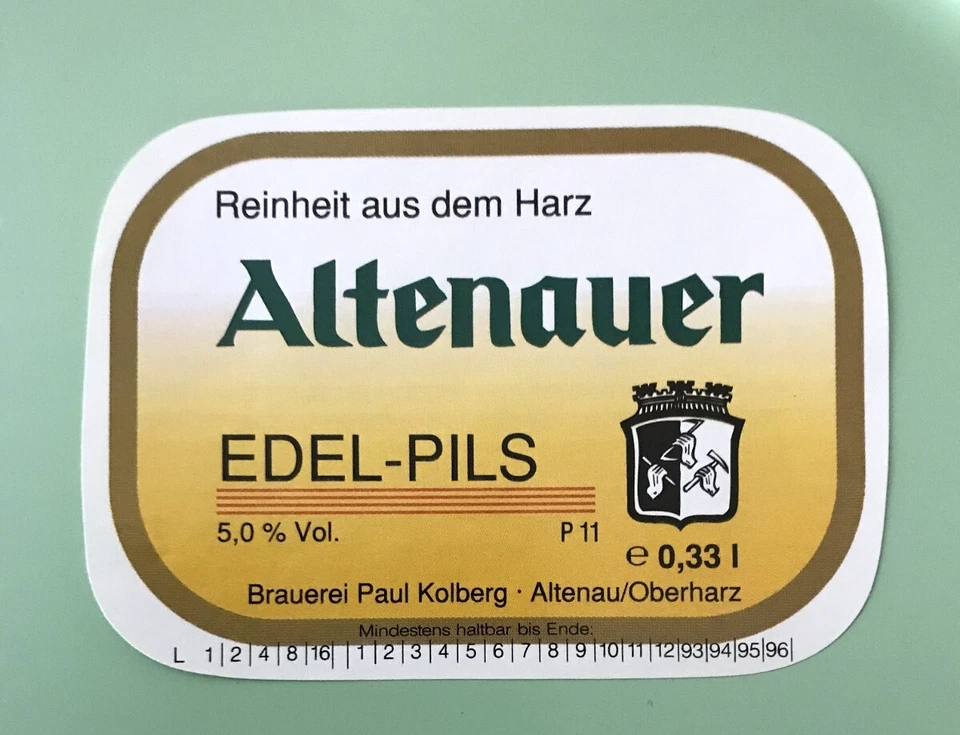 Reinheit aus dem Harz
Altenauer
EDEL-PILS
5,0 % Vol. P 11
℮ 0,33 l
Brauerei Paul Kolberg · Altenau/Oberharz
Mindestens haltbar bis Ende:
L 1|2|4|8|16| |1|2|3|4|5|6|7|8|9|10|11|12|93|94|95|96|